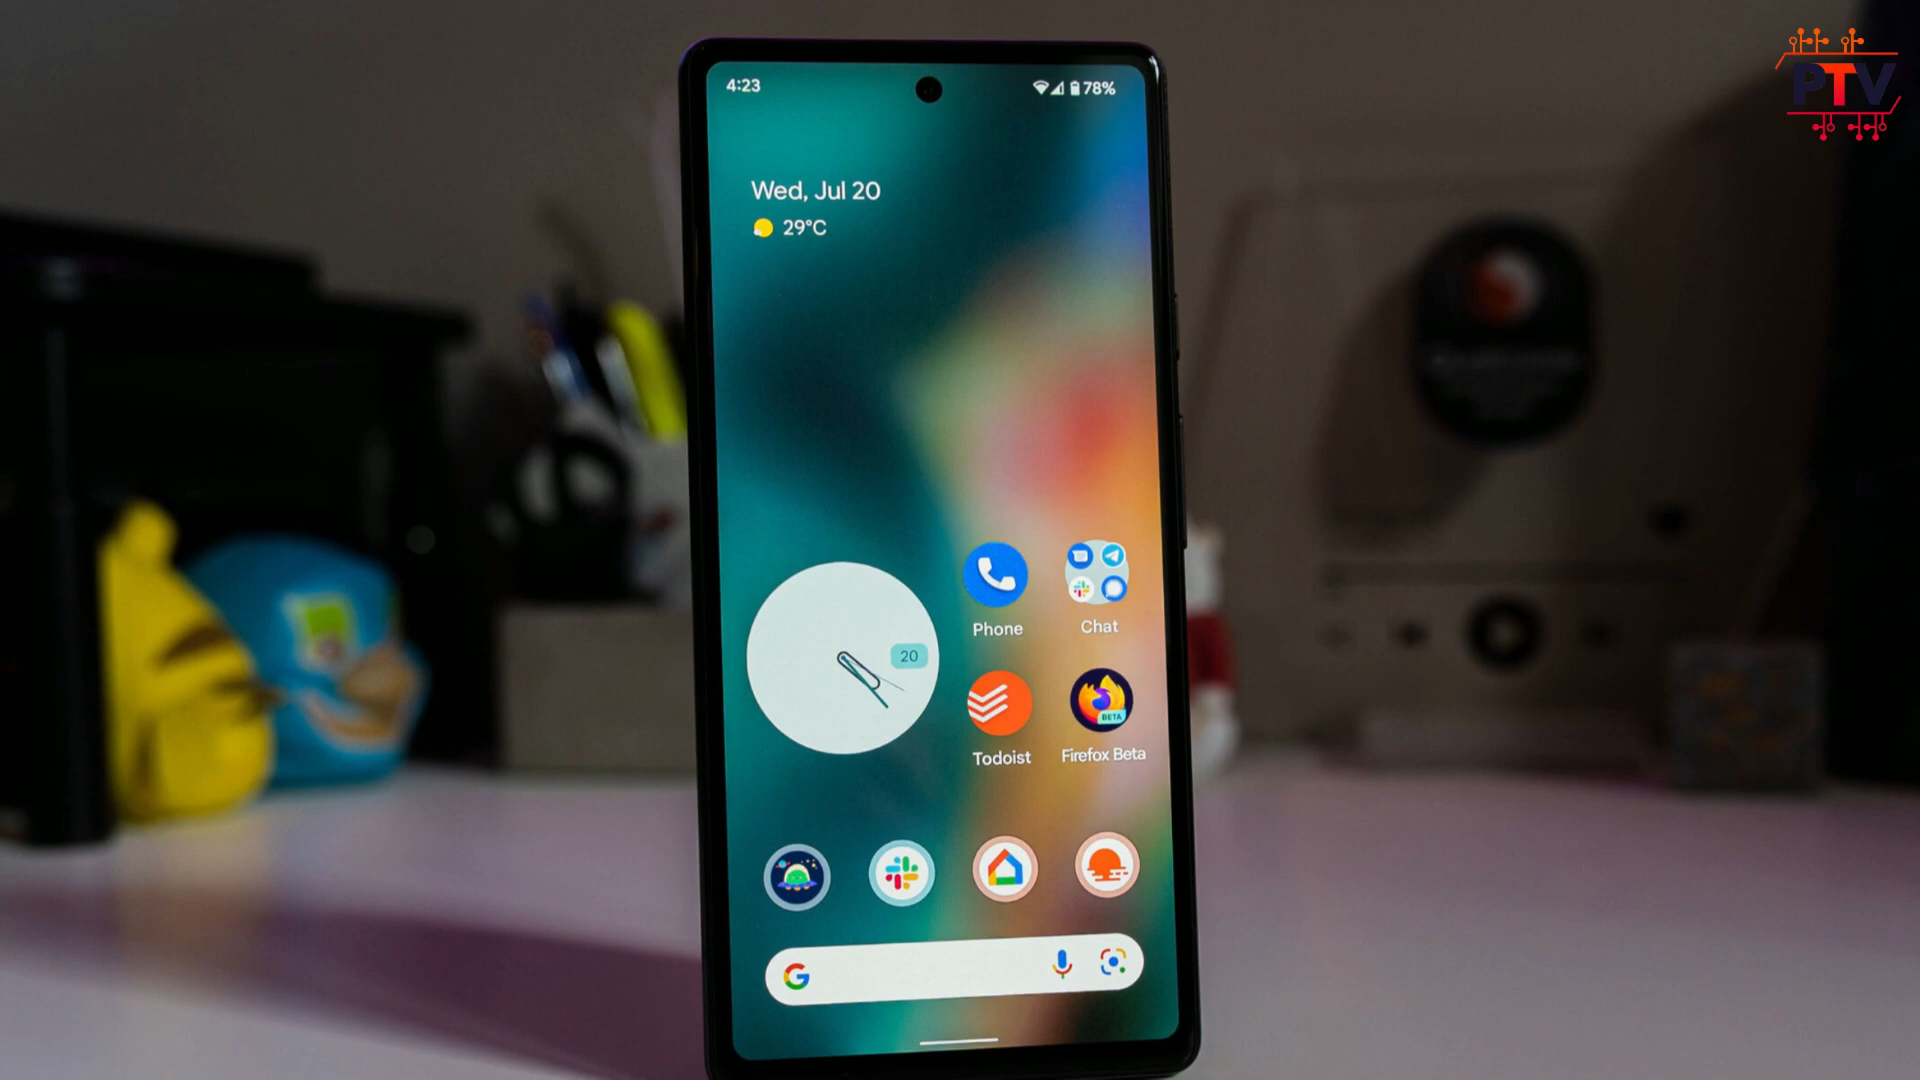 PTV
4:23
78%
Wed, Jul 20
29°C
20
Phone
Chat
Todoist
BETA
Firefox Beta
G